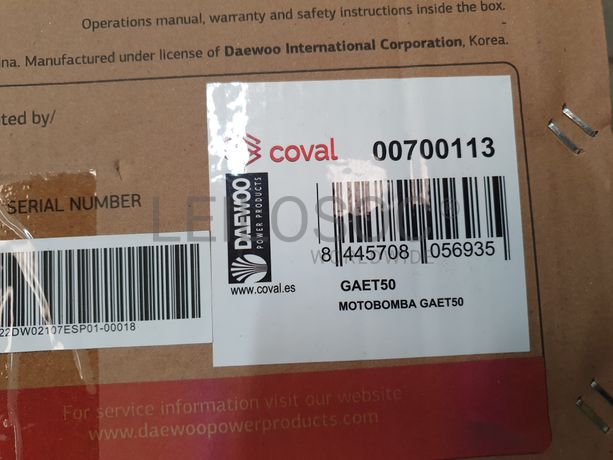 Operations manual, warranty and safety instructions inside the box.
na. Manufactured under license of Daewoo International Corporation, Korea.
ted by/
coval 00700113
SERIAL NUMBER
DAEWOO
POWER PRODUCTS
8 445708 056935
www.coval.es
GAET50
MOTOBOMBA GAET50
22DW02107ESP01-00018
WORLDWIDE
For service information visit our website
www.daewoopowerproducts.com